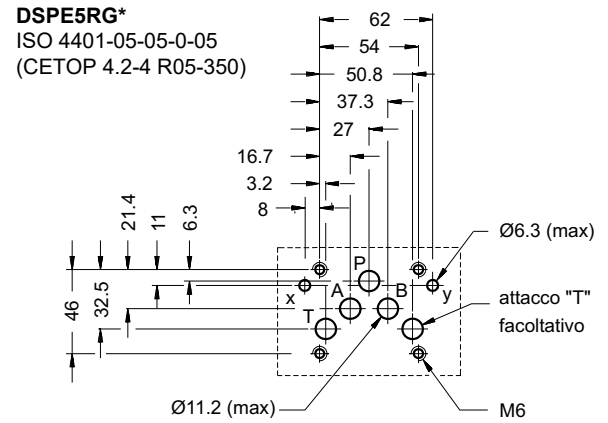 DSPE5RG*
ISO 4401-05-05-0-05
(CETOP 4.2-4 R05-350)
62
54
50.8
37.3
27
16.7
3.2
8
21.4
11
6.3
46
32.5
P
A
B
T
x
y
Ø6.3 (max)
attacco "T"
facoltativo
Ø11.2 (max)
M6